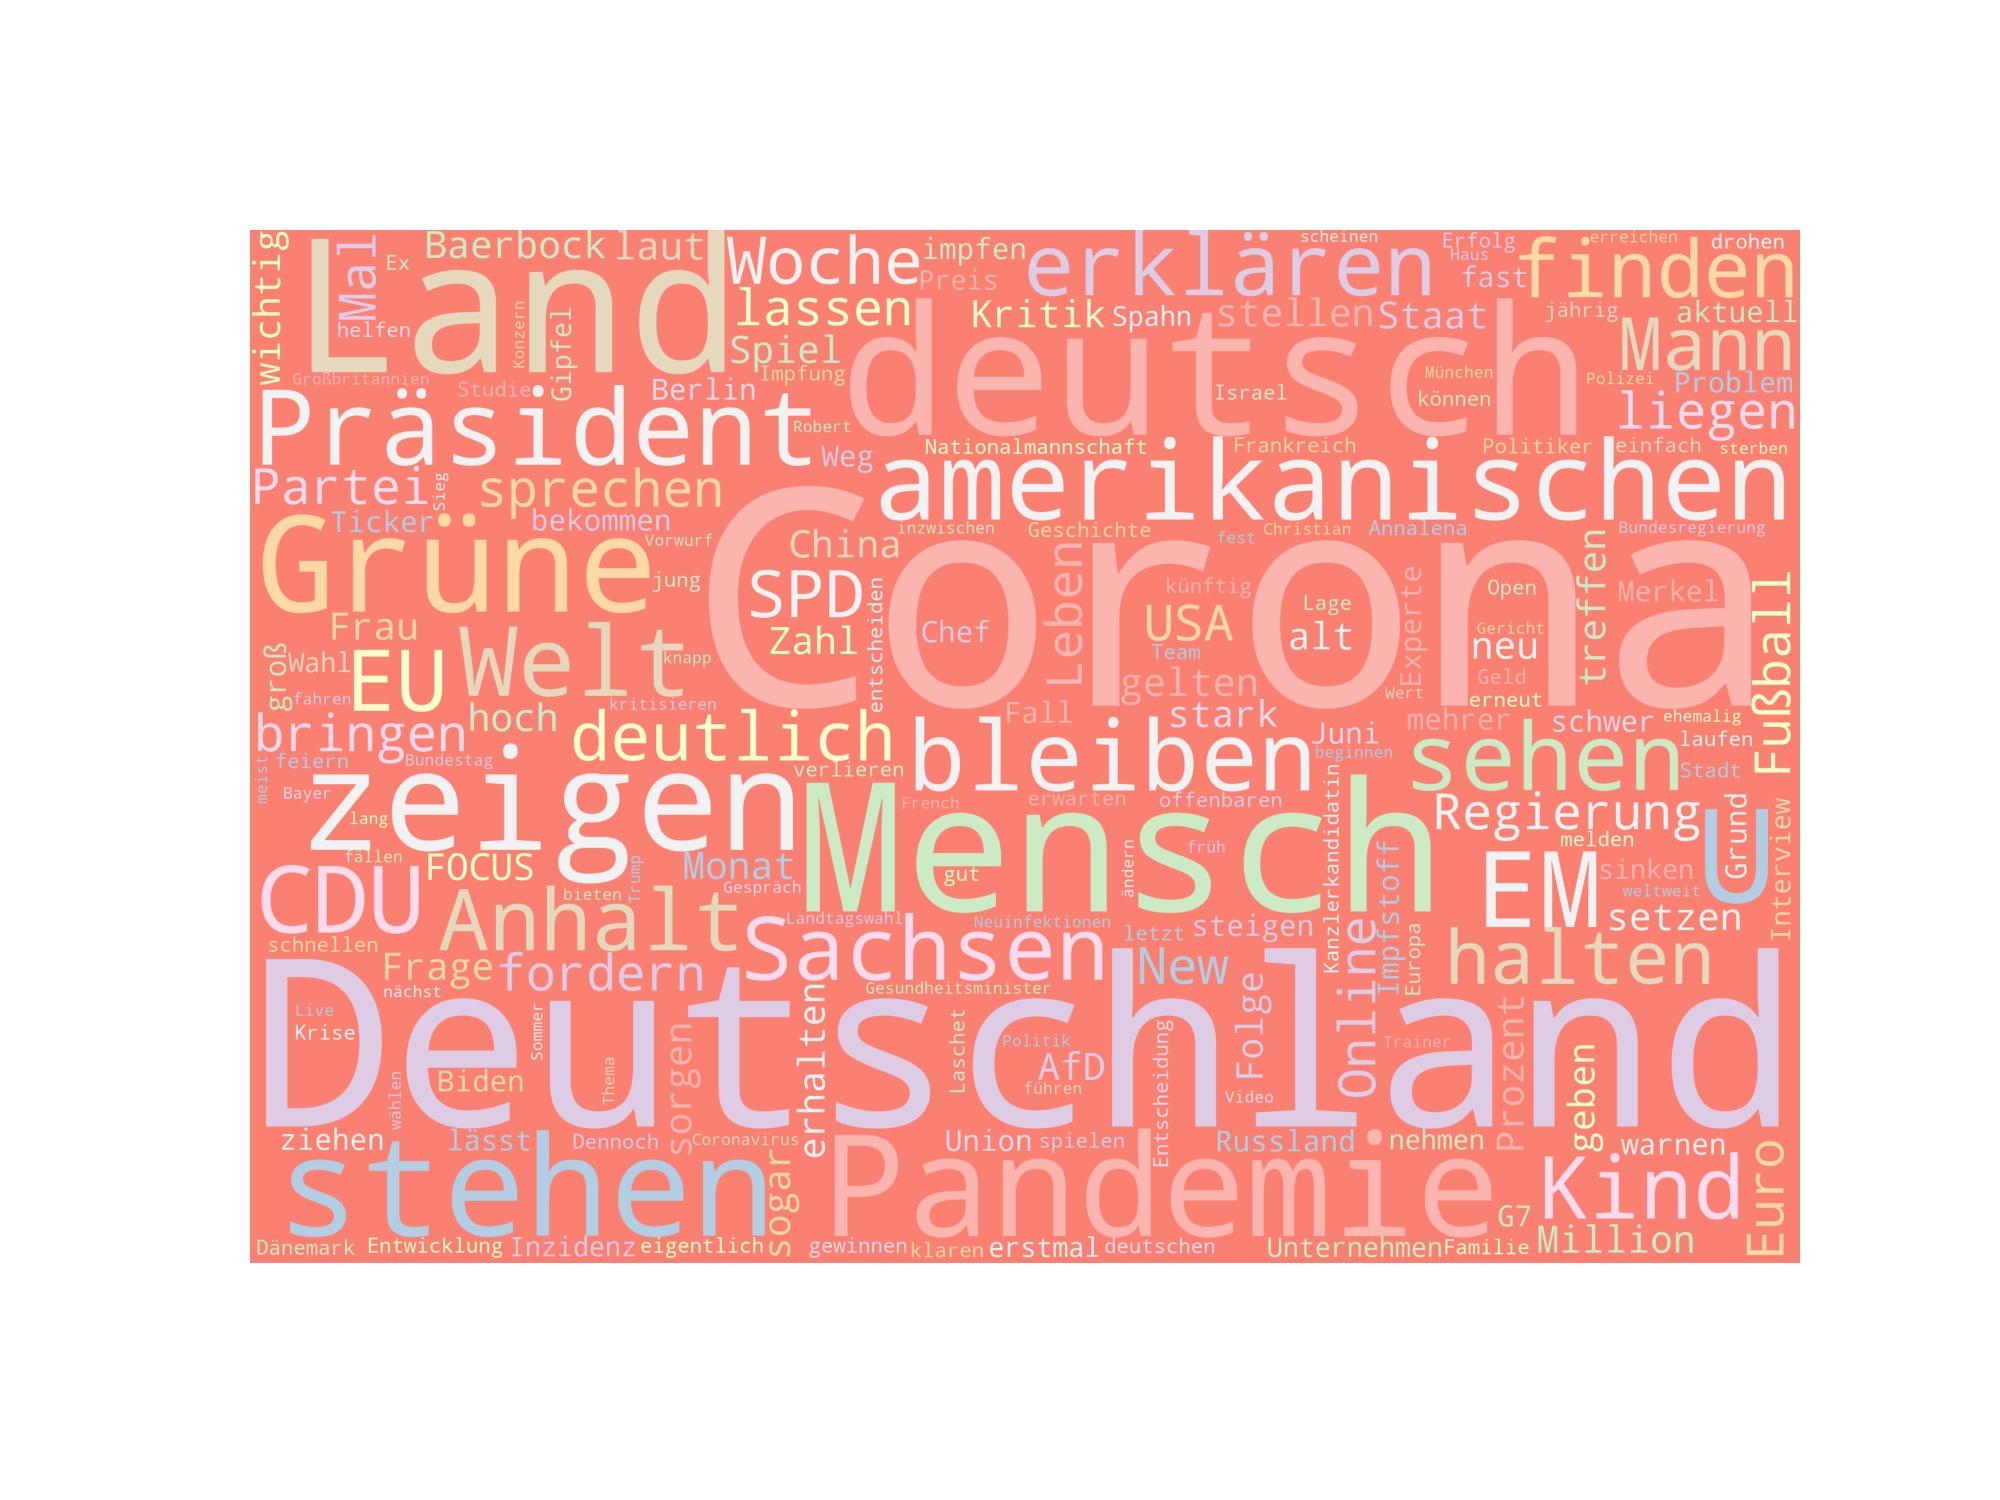 wichtig
Mal
Ex
Baerbock
laut
Land
Woche
impfen
Preis
erklären
scheinen
Erfolg
Haus
erreichen
drohen
fast
finden
helfen
Konzern
Gipfel
lassen
Kritik
Spahn
stellen
Staat
jährig
aktuell
Spiel
deutsch
Mann
Großbritannien
Studie
Berlin
Impfung
Israel
München
können
Polizei
Problem
liegen
Präsident
Robert
Weg
Nationalmannschaft
Frankreich
Politiker
einfach
sterben
amerikanischen
Partei
Sieg
sprechen
Ticker
bekommen
Vorwurf
inzwischen
Geschichte
fest
Christian
Annalena
Bundesregierung
Grüne
jung
China
SPD
Corona
entscheiden
Leben
künftig
Experte
Open
treffen
Merkel
Fußball
Frau
Zahl
Chef
USA
Team
Lage
alt
Gericht
neu
groß
Wahl
EU
Welt
knapp
gelten
Geld
Wert
erneut
fahren
kritisieren
hoch
Fall
stark
Juni
mehrer
schwer
ehemalig
laufen
bringen
deutlich
bleiben
beginnen
sehen
Stadt
meist
feiern
Bundestag
verlieren
Bayer
zeigen
Mensch
French
erwarten
offenbaren
Kanzlerkandidatin
Regierung
Grund
U
Interview
lang
fällen
FOCUS
Monat
Trump
bieten
Gespräch
gut
ändern
früh
Impfstoff
melden
EM
sinken
weltweit
CDU
Anhalt
Landtagswahl
Neuinfektionen
letzt
steigen
setzen
schnellen
Sachsen
Online
Europa
Frage
fordern
New
halten
nächst
Gesundheitsminister
erhalten
Folge
Deutschland
Live
Krise
Sommer
sorgen
Laschet
Politik
AfD
führen
Entscheidung
Video
Trainer
Prozent
geben
Biden
Thema
wählen
ziehen
lässt
Dennoch
Coronavirus
Union
spielen
Russland
nehmen
warnen
Euro
stehen
sogar
Pandemie
Kind
G7
Dänemark
Entwicklung
Inzidenz
eigentlich
gewinnen
klaren
erstmal
deutschen
Unternehmen
Familie
Million